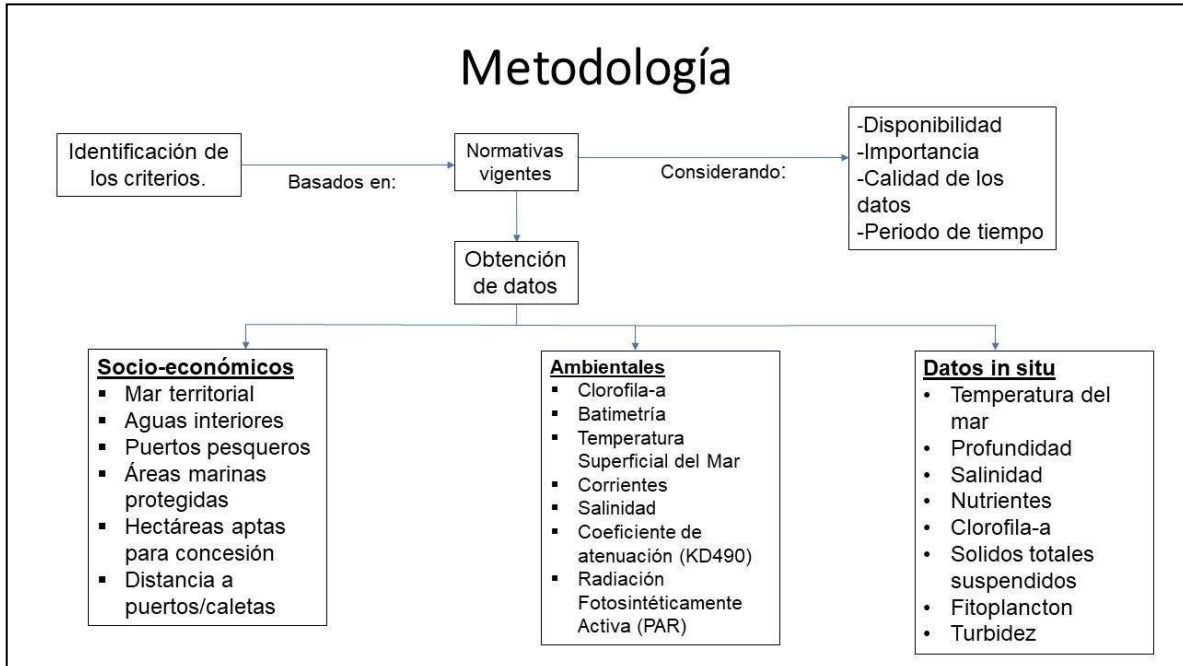 Metodología
Identificación de
los criterios.
Basados en:
Normativas
vigentes
Considerando:
-Disponibilidad
-Importancia
-Calidad de los
datos
-Periodo de tiempo
Obtención
de datos
Socio-económicos
▪ Mar territorial
▪ Aguas interiores
▪ Puertos pesqueros
▪ Áreas marinas
protegidas
▪ Hectáreas aptas
para concesión
▪ Distancia a
puertos/caletas
Ambientales
▪ Clorofila-a
▪ Batimetría
▪ Temperatura
Superficial del Mar
▪ Corrientes
▪ Salinidad
▪ Coeficiente de
atenuación (KD490)
▪ Radiación
Fotosintéticamente
Activa (PAR)
Datos in situ
• Temperatura del
mar
• Profundidad
• Salinidad
• Nutrientes
• Clorofila-a
• Solidos totales
suspendidos
• Fitoplancton
• Turbidez